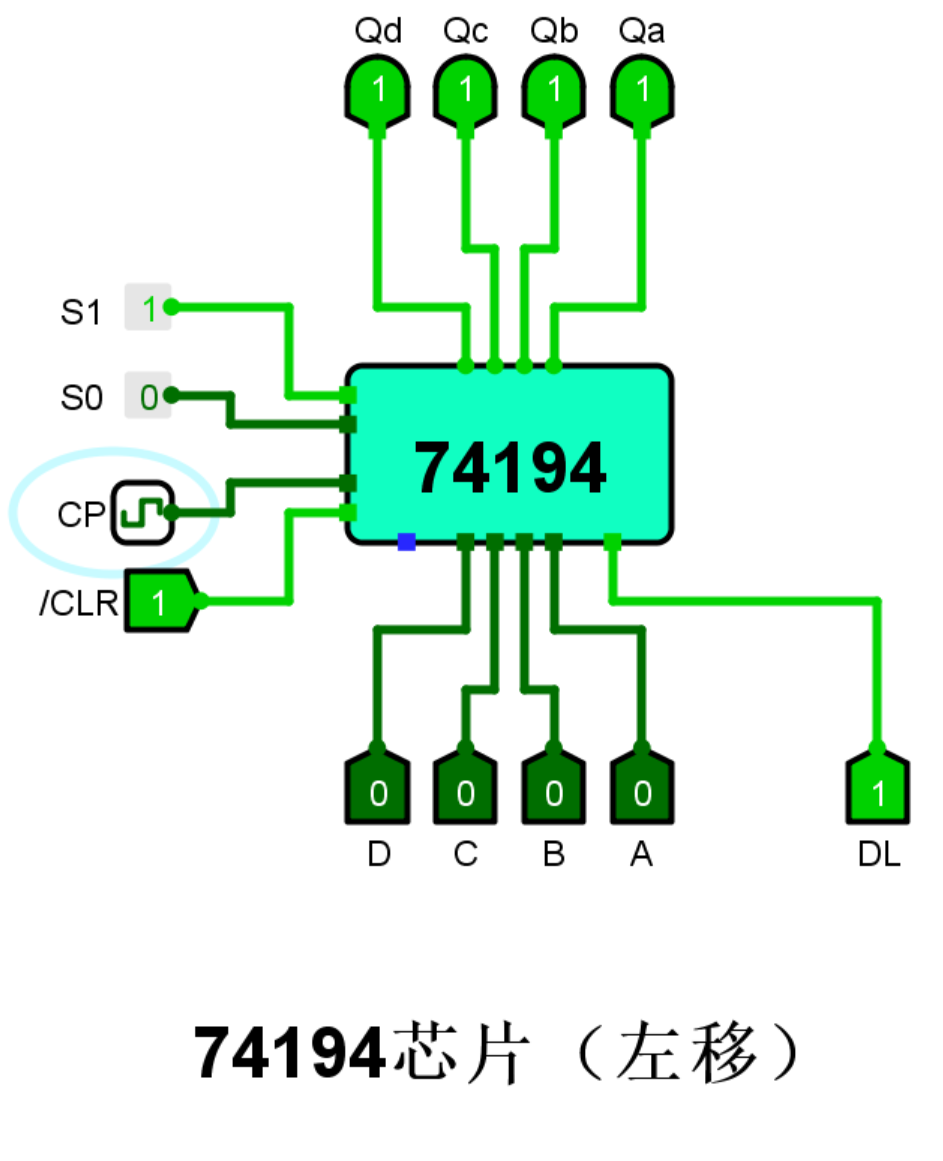 Qd Qc Qb Qa
1 1 1 1
S1 1
S0 0
74194
CP
/CLR 1
0 0 0 0 1
D C B A DL
74194芯片（左移）